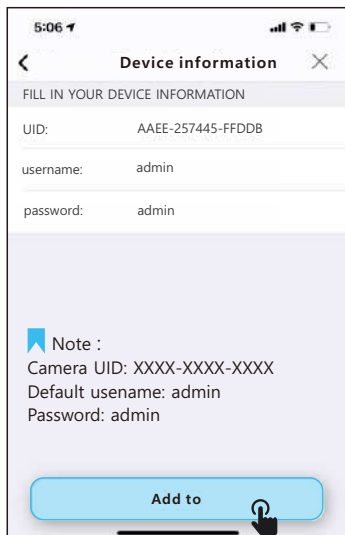 5:06
Device information
FILL IN YOUR DEVICE INFORMATION
UID: AAEE-257445-FFDDB
username: admin
password: admin
Note :
Camera UID: XXXX-XXXX-XXXX
Default usename: admin
Password: admin
Add to